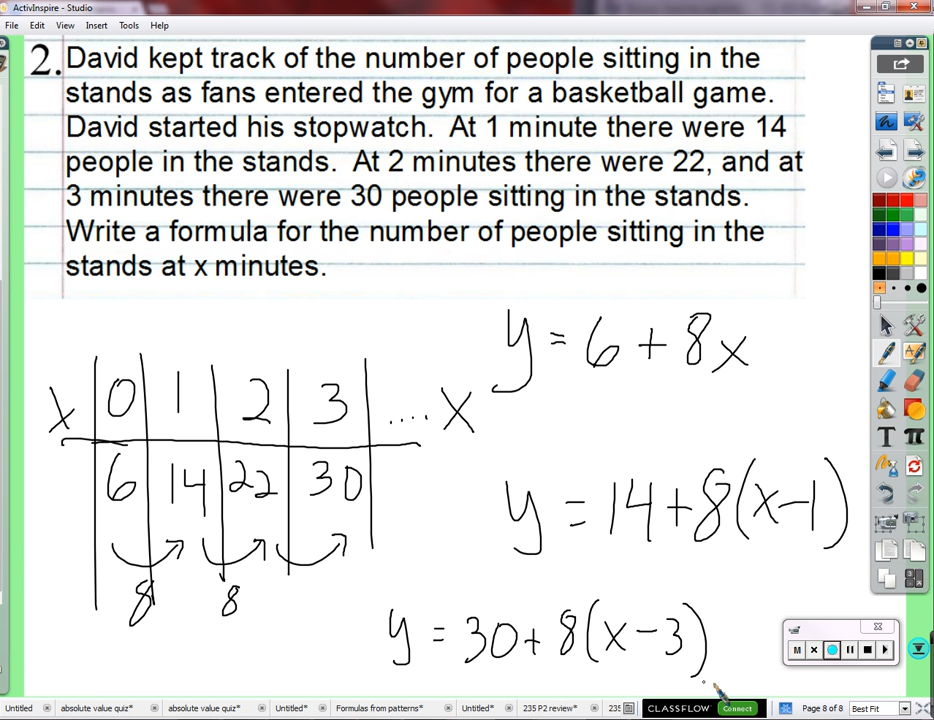 ActivInspire - Studio
File Edit View Insert Tools Help
2. David kept track of the number of people sitting in the
stands as fans entered the gym for a basketball game.
David started his stopwatch. At 1 minute there were 14
people in the stands. At 2 minutes there were 22, and at
3 minutes there were 30 people sitting in the stands.
Write a formula for the number of people sitting in the
stands at x minutes.
y = 6 + 8x
x 0 1 2 3 .... X
6 14 22 30
y = 14 + 8(x-1)
8 8
y = 30 + 8(x-3)
M
Untitled absolute value quiz* absolute value quiz* Untitled* Formulas from patterns* Untitled* 235 P2 review* 235 CLASSFLOW Connect Page 8 of 8 Best Fit